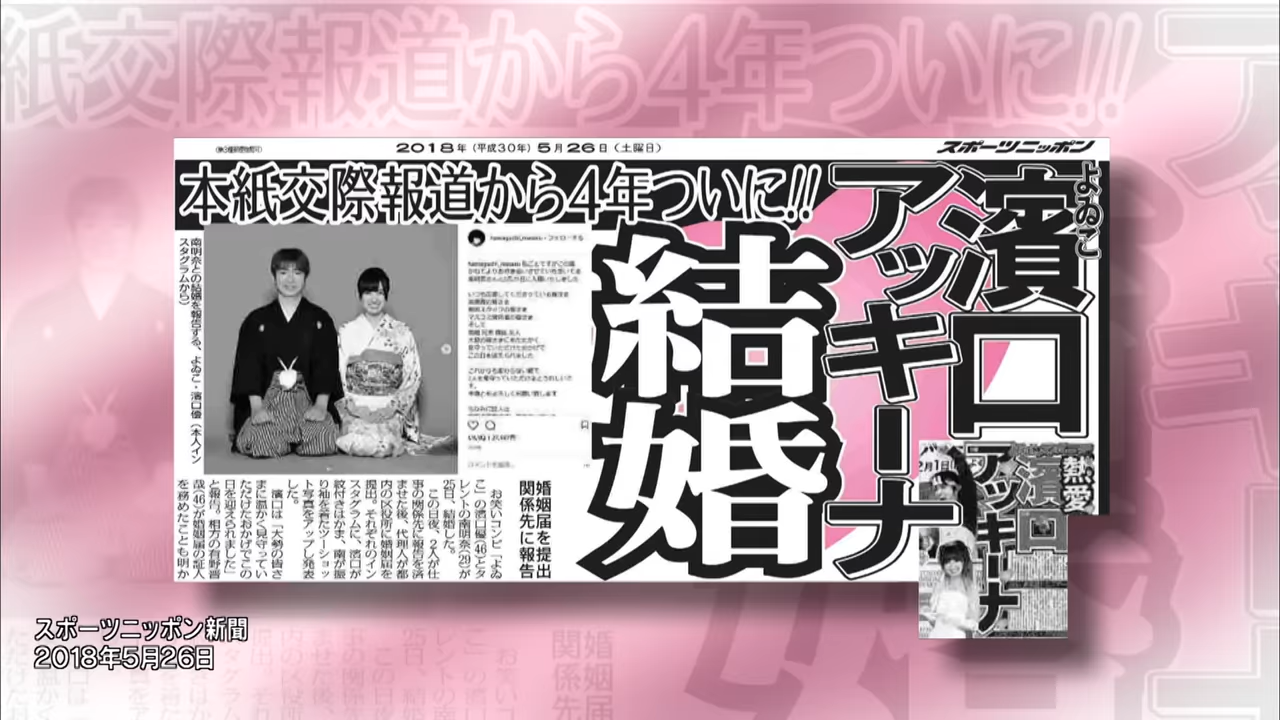 紙交際報道から4年ついに!!
2018年(平成30年)5月26日(土曜日)
スポーツニッポン
本紙交際報道から4年ついに!!
よゐこ
濱口
アッキーナ
結婚
南明奈との結婚を報告する、よゐこ・濱口優(本人イン
スタグラムから)
婚姻届を提出
関係先に報告
お笑いコンビ「よゐ
こ」の濱口優(46)とタ
レントの南明奈(29)が
25日、結婚した。
この日夜、2人が仕
事の関係先に報告を済
ませた後、代理人が都
内の区役所に婚姻届を
提出。それぞれのイン
スタグラムに、濱口が
紋付きはかま、南が振
り袖を着たツーショッ
ト写真をアップし発表
した。
濱口は「大勢の皆さ
まに温かく見守ってい
ただけたおかげでこの
日を迎えられました」
と報告。相方の有野晋
哉(46)が婚姻届の証人
を務めたことも明か
熱愛
濱口
アッキーナ
スポーツニッポン新聞
2018年5月26日